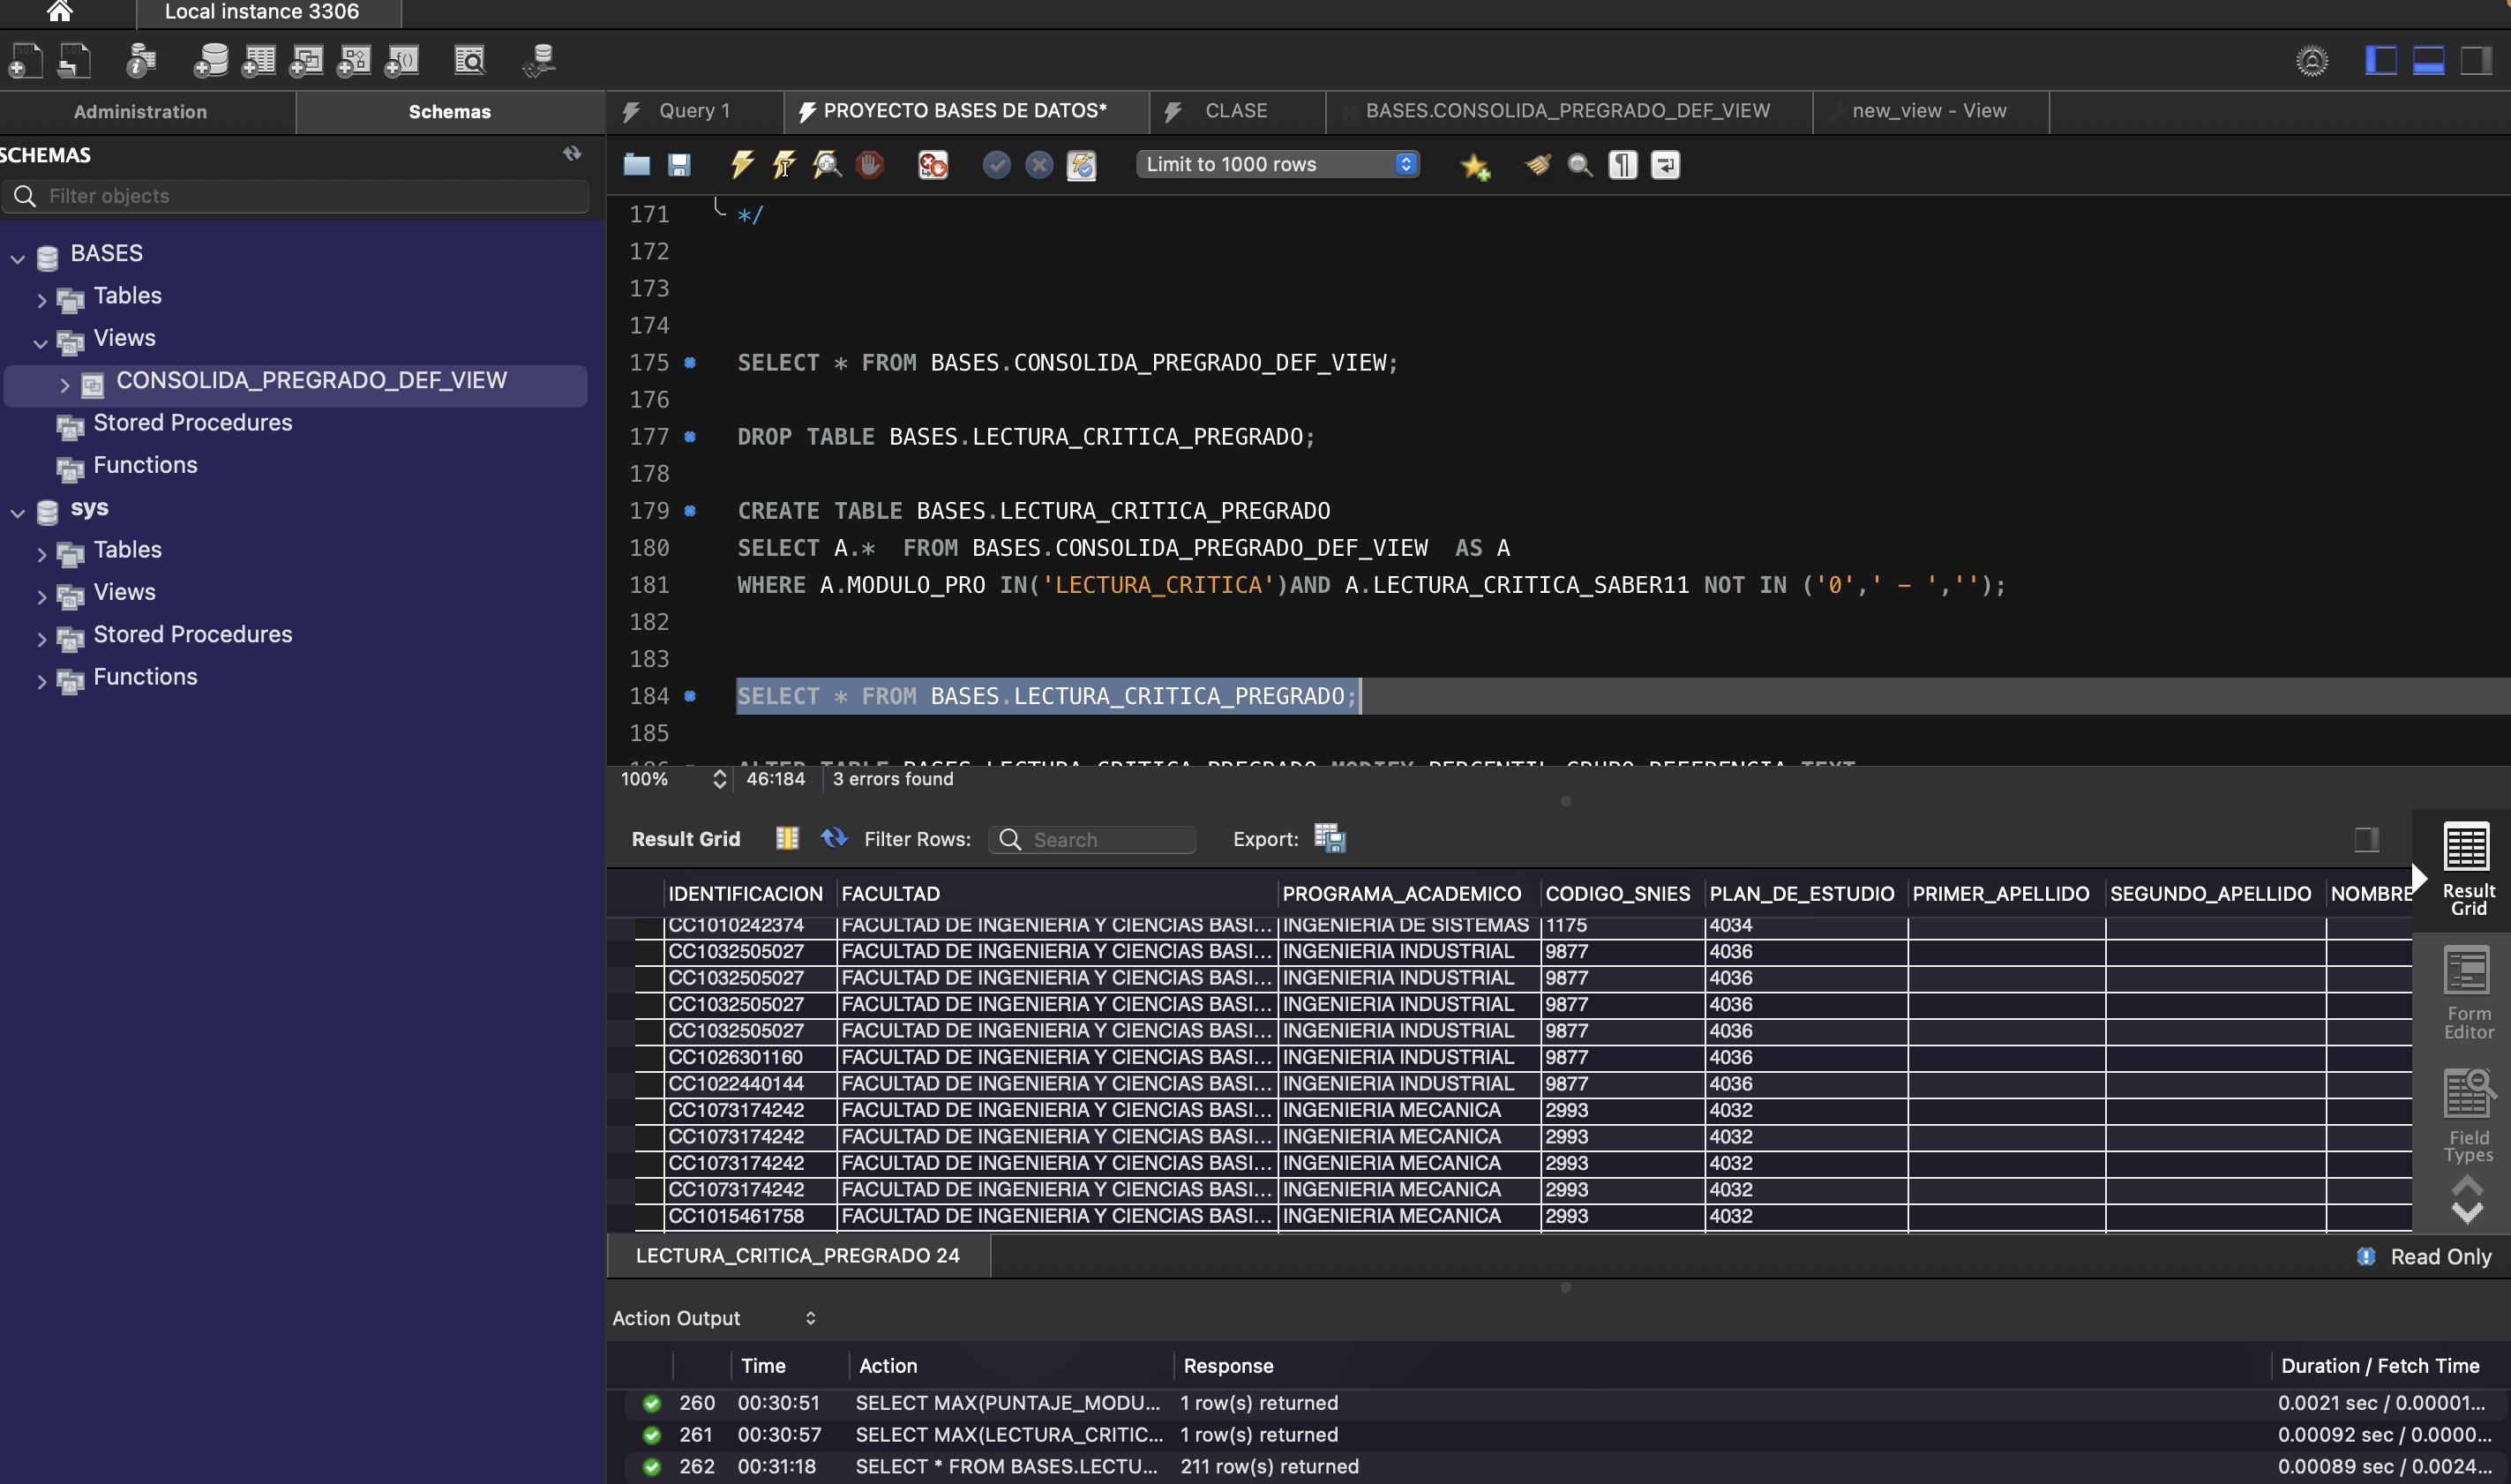 Local instance 3306
Administration
Schemas
Query 1
PROYECTO BASES DE DATOS*
CLASE
BASES.CONSOLIDA_PREGRADO_DEF_VIEW
new_view - View
SCHEMAS
Filter objects
BASES
Tables
Views
CONSOLIDA_PREGRADO_DEF_VIEW
Stored Procedures
Functions
sys
Tables
Views
Stored Procedures
Functions
Limit to 1000 rows
171 */
172
173
174
175 SELECT * FROM BASES.CONSOLIDA_PREGRADO_DEF_VIEW;
176
177 DROP TABLE BASES.LECTURA_CRITICA_PREGRADO;
178
179 CREATE TABLE BASES.LECTURA_CRITICA_PREGRADO
180 SELECT A.*  FROM BASES.CONSOLIDA_PREGRADO_DEF_VIEW  AS A
181 WHERE A.MODULO_PRO IN('LECTURA_CRITICA')AND A.LECTURA_CRITICA_SABER11 NOT IN ('0',' - ','');
182
183
184 SELECT * FROM BASES.LECTURA_CRITICA_PREGRADO;
185
186 ALTER TABLE BASES.LECTURA_CRITICA_PREGRADO MODIFY PERCENTIL_GRUPO_REFERENCIA TEXT
100% 46:184 3 errors found
Result Grid Filter Rows: Search Export:
IDENTIFICACION FACULTAD PROGRAMA_ACADEMICO CODIGO_SNIES PLAN_DE_ESTUDIO PRIMER_APELLIDO SEGUNDO_APELLIDO NOMBRE
CC1010242374 FACULTAD DE INGENIERIA Y CIENCIAS BASI... INGENIERIA DE SISTEMAS 1175 4034
CC1032505027 FACULTAD DE INGENIERIA Y CIENCIAS BASI... INGENIERIA INDUSTRIAL 9877 4036
CC1032505027 FACULTAD DE INGENIERIA Y CIENCIAS BASI... INGENIERIA INDUSTRIAL 9877 4036
CC1032505027 FACULTAD DE INGENIERIA Y CIENCIAS BASI... INGENIERIA INDUSTRIAL 9877 4036
CC1032505027 FACULTAD DE INGENIERIA Y CIENCIAS BASI... INGENIERIA INDUSTRIAL 9877 4036
CC1026301160 FACULTAD DE INGENIERIA Y CIENCIAS BASI... INGENIERIA INDUSTRIAL 9877 4036
CC1022440144 FACULTAD DE INGENIERIA Y CIENCIAS BASI... INGENIERIA INDUSTRIAL 9877 4036
CC1073174242 FACULTAD DE INGENIERIA Y CIENCIAS BASI... INGENIERIA MECANICA 2993 4032
CC1073174242 FACULTAD DE INGENIERIA Y CIENCIAS BASI... INGENIERIA MECANICA 2993 4032
CC1073174242 FACULTAD DE INGENIERIA Y CIENCIAS BASI... INGENIERIA MECANICA 2993 4032
CC1073174242 FACULTAD DE INGENIERIA Y CIENCIAS BASI... INGENIERIA MECANICA 2993 4032
CC1015461758 FACULTAD DE INGENIERIA Y CIENCIAS BASI... INGENIERIA MECANICA 2993 4032
Result
Grid
Form
Editor
Field
Types
LECTURA_CRITICA_PREGRADO 24
Read Only
Action Output
Time Action Response Duration / Fetch Time
260 00:30:51 SELECT MAX(PUNTAJE_MODU... 1 row(s) returned 0.0021 sec / 0.00001...
261 00:30:57 SELECT MAX(LECTURA_CRITIC... 1 row(s) returned 0.00092 sec / 0.0000...
262 00:31:18 SELECT * FROM BASES.LECTU... 211 row(s) returned 0.00089 sec / 0.0024...